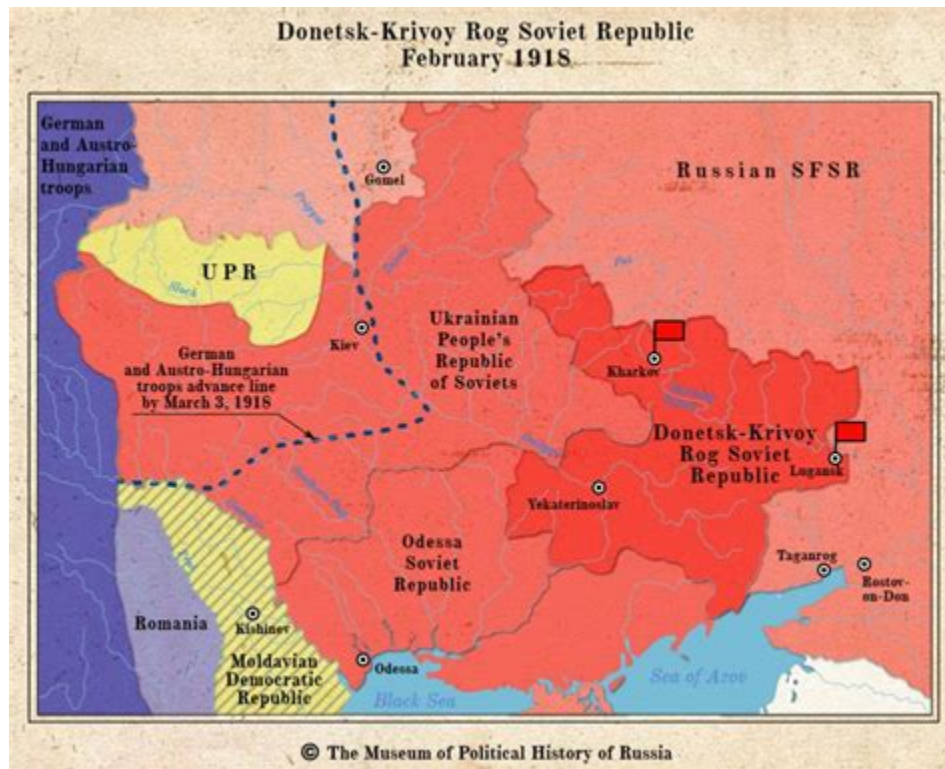 Donetsk-Krivoy Rog Soviet Republic
February 1918
German
and Austro-
Hungarian
troops
Gomel
Russian SFSR
UPR
Kiev
Ukrainian
People's
Republic
of Soviets
German
and Austro-Hungarian
troops advance line
by March 3, 1918
Kharkov
Donetsk-Krivoy
Rog Soviet
Republic
Lugansk
Yekaterinoslav
Odessa
Soviet
Republic
Taganrog
Rostov-
on-Don
Romania
Kishinev
Moldavian
Democratic
Republic
Odessa
Black Sea
Sea of Azov
© The Museum of Political History of Russia